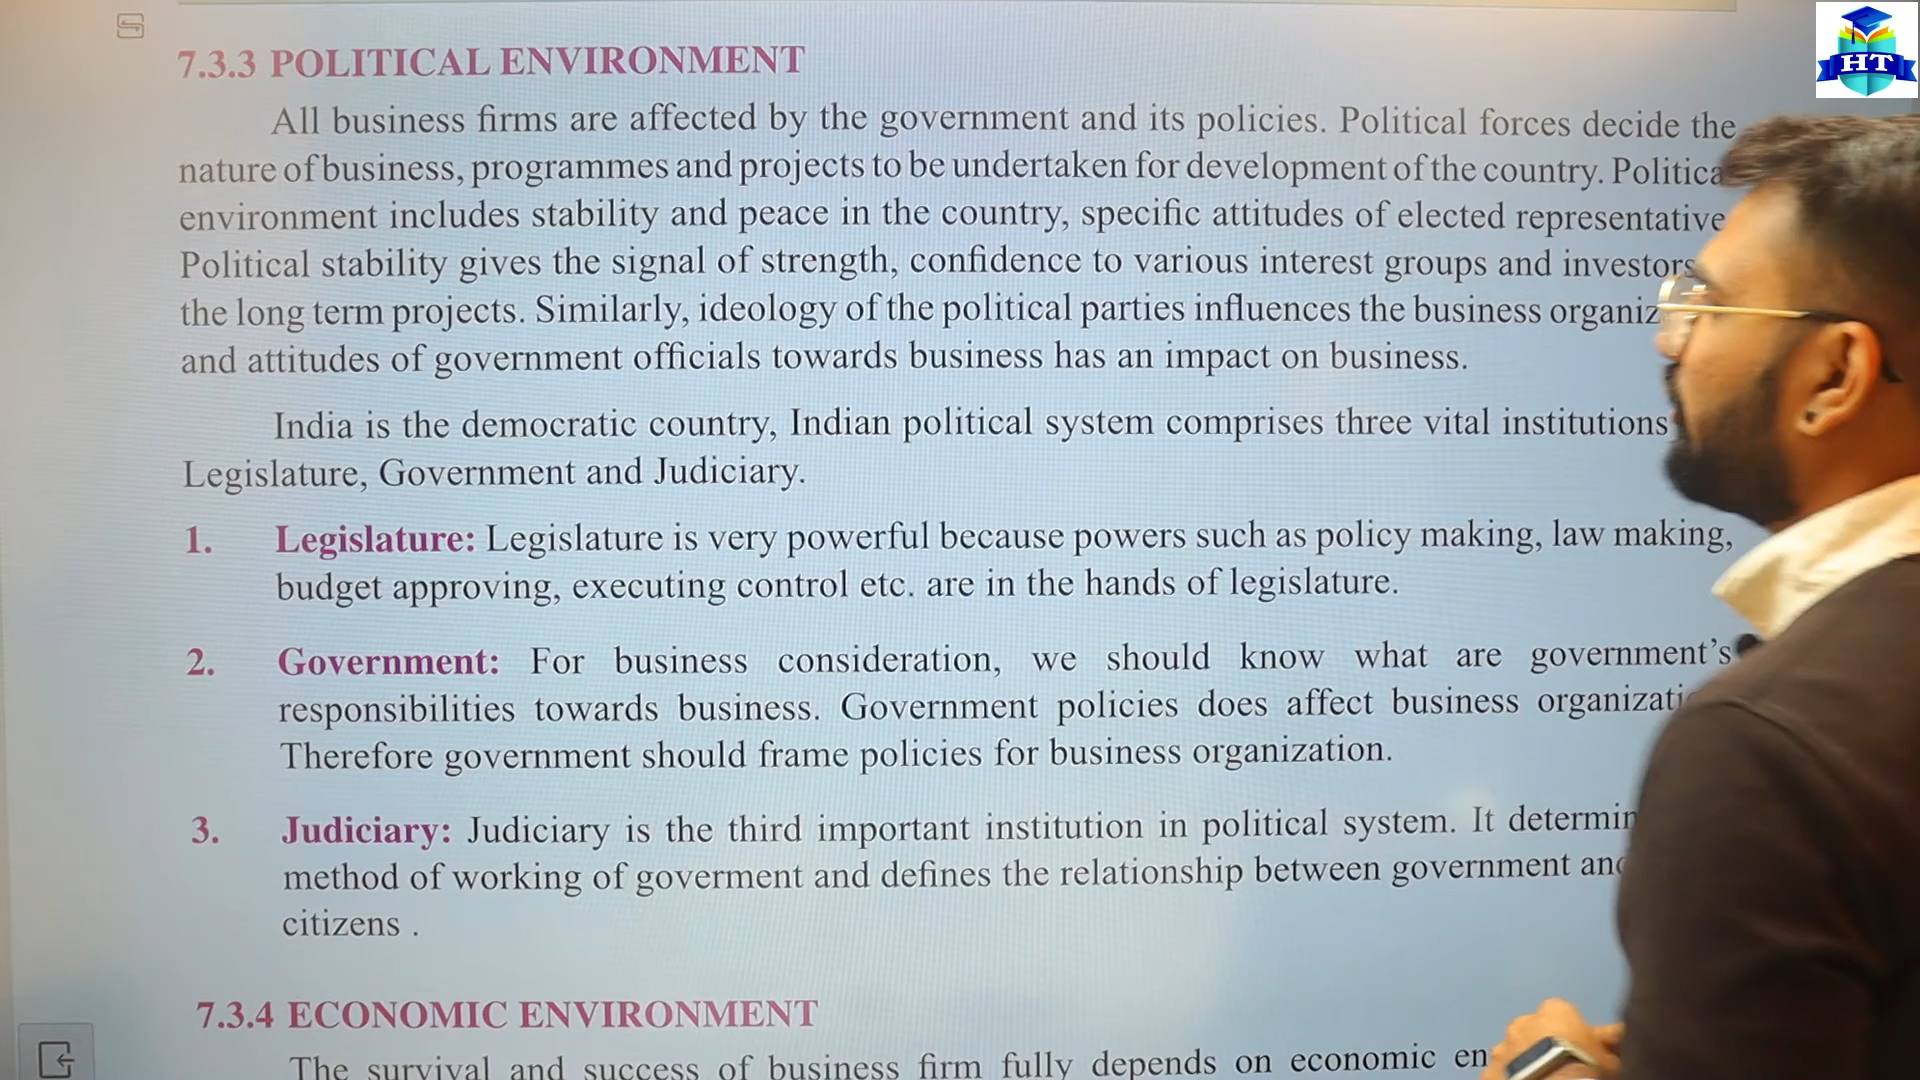 HT
7.3.3 POLITICAL ENVIRONMENT
All business firms are affected by the government and its policies. Political forces decide the
nature of business, programmes and projects to be undertaken for development of the country.
environment includes stability and peace in the country, specific attitudes of elected
Political stability gives the signal of strength, confidence to various interest groups and
the long term projects. Similarly, ideology of the political parties influences the business
and attitudes of government officials towards business has an impact on business.
India is the democratic country, Indian political system comprises three vital institutions
Legislature, Government and Judiciary.
1. Legislature: Legislature is very powerful because powers such as policy making, law making,
budget approving, executing control etc. are in the hands of legislature.
2. Government: For business consideration, we should know what are government's
responsibilities towards business. Government policies does affect business
Therefore government should frame policies for business organization.
3. Judiciary: Judiciary is the third important institution in political system. It
method of working of goverment and defines the relationship between government
citizens .
7.3.4 ECONOMIC ENVIRONMENT
The survival and success of business firm fully depends on economic